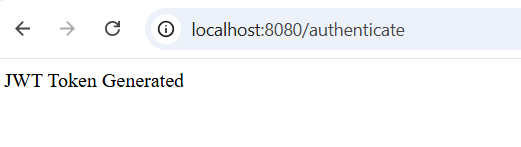 localhost:8080/authenticate
JWT Token Generated